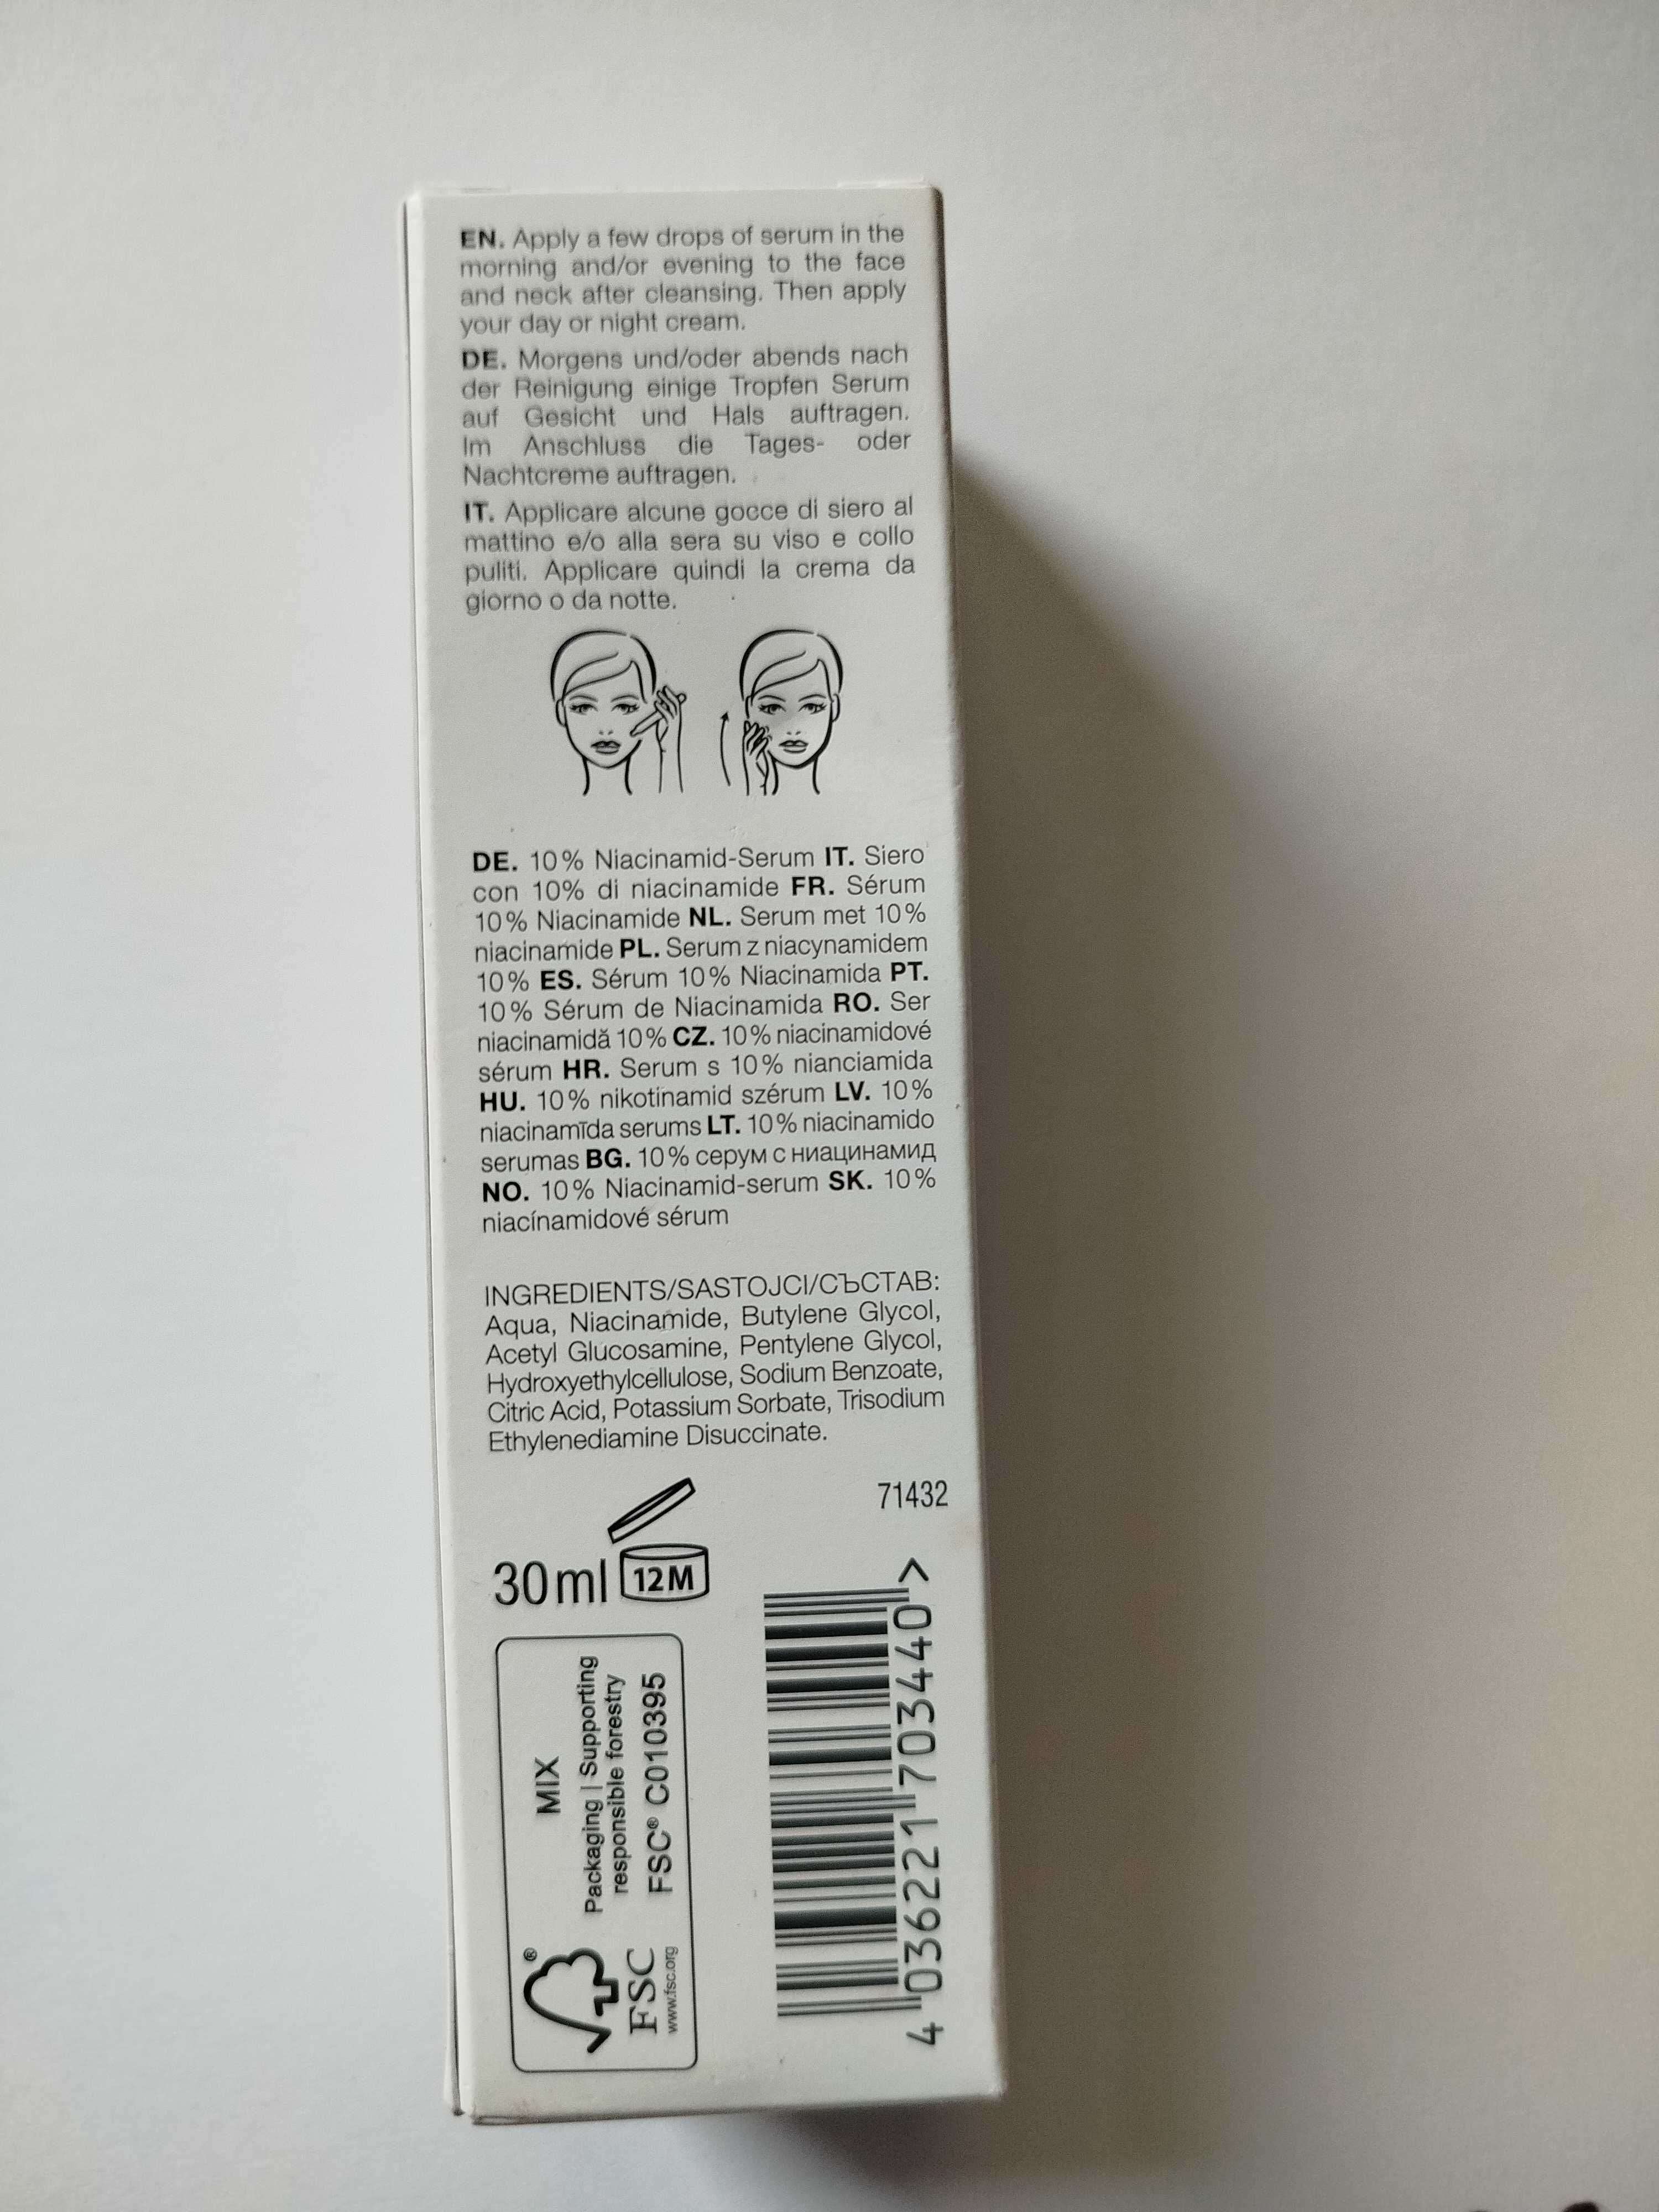 EN. Apply a few drops of serum in the
morning and/or evening to the face
and neck after cleansing. Then apply
your day or night cream.
DE. Morgens und/oder abends nach
der Reinigung einige Tropfen Serum
auf Gesicht und Hals auftragen.
Im Anschluss die Tages- oder
Nachtcreme auftragen.
IT. Applicare alcune gocce di siero al
mattino e/o alla sera su viso e collo
puliti. Applicare quindi la crema da
giorno o da notte.
DE. 10% Niacinamid-Serum IT. Siero
con 10% di niacinamide FR. Sérum
10% Niacinamide NL. Serum met 10%
niacinamide PL. Serum z niacynamidem
10% ES. Sérum 10% Niacinamida PT.
10% Sérum de Niacinamida RO. Ser
niacinamidă 10% CZ. 10% niacinamidové
sérum HR. Serum s 10% nianciamida
HU. 10% nikotinamid szérum LV. 10%
niacinamīda serums LT. 10% niacinamido
serumas BG. 10% серум с ниацинамид
NO. 10% Niacinamid-serum SK. 10%
niacínamidové sérum
INGREDIENTS/SASTOJCI/СЪСТАВ:
Aqua, Niacinamide, Butylene Glycol,
Acetyl Glucosamine, Pentylene Glycol,
Hydroxyethylcellulose, Sodium Benzoate,
Citric Acid, Potassium Sorbate, Trisodium
Ethylenediamine Disuccinate.
71432
30ml 12M
MIX
Packaging | Supporting
responsible forestry
FSC® C010395
®
FSC
www.fsc.org
4 036221 703440 >